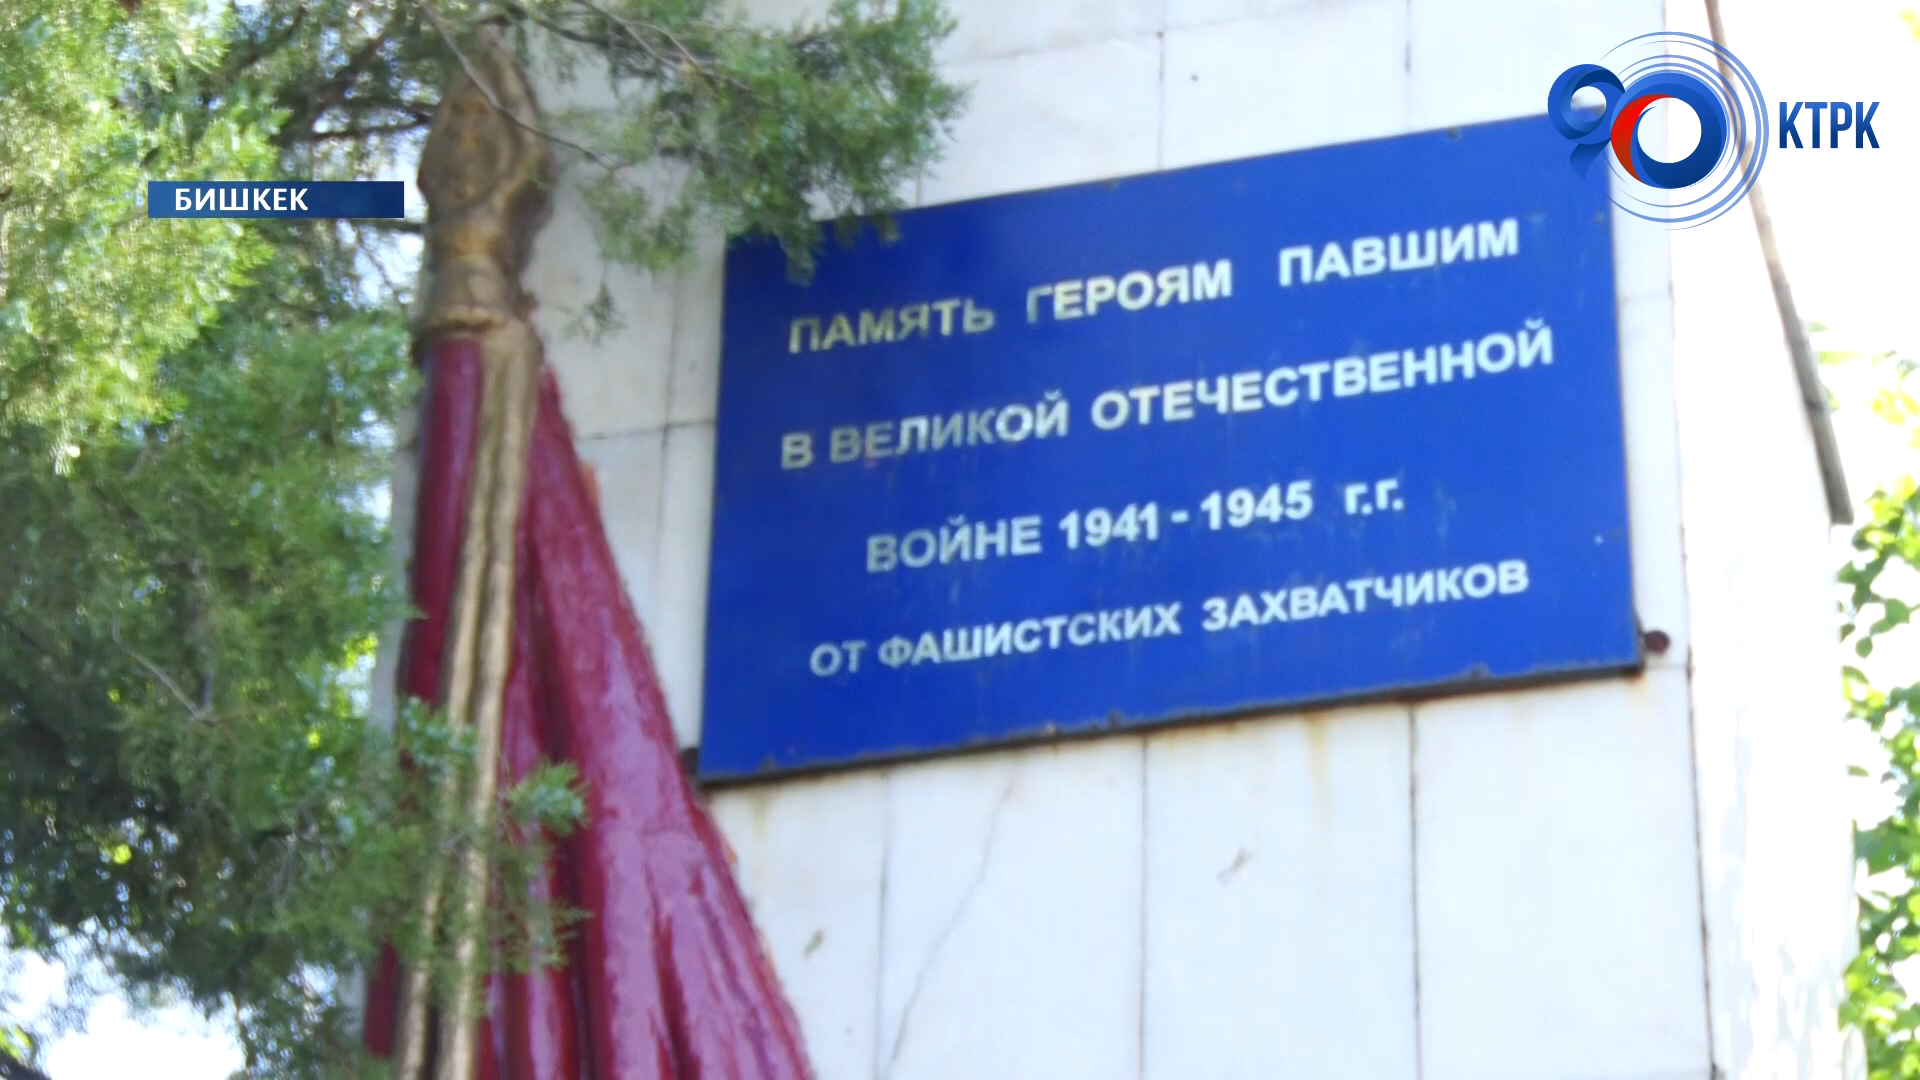 90 КТРК
БИШКЕК
ПАМЯТЬ ГЕРОЯМ ПАВШИМ
В ВЕЛИКОЙ ОТЕЧЕСТВЕННОЙ
ВОЙНЕ 1941-1945 г.г.
ОТ ФАШИСТСКИХ ЗАХВАТЧИКОВ